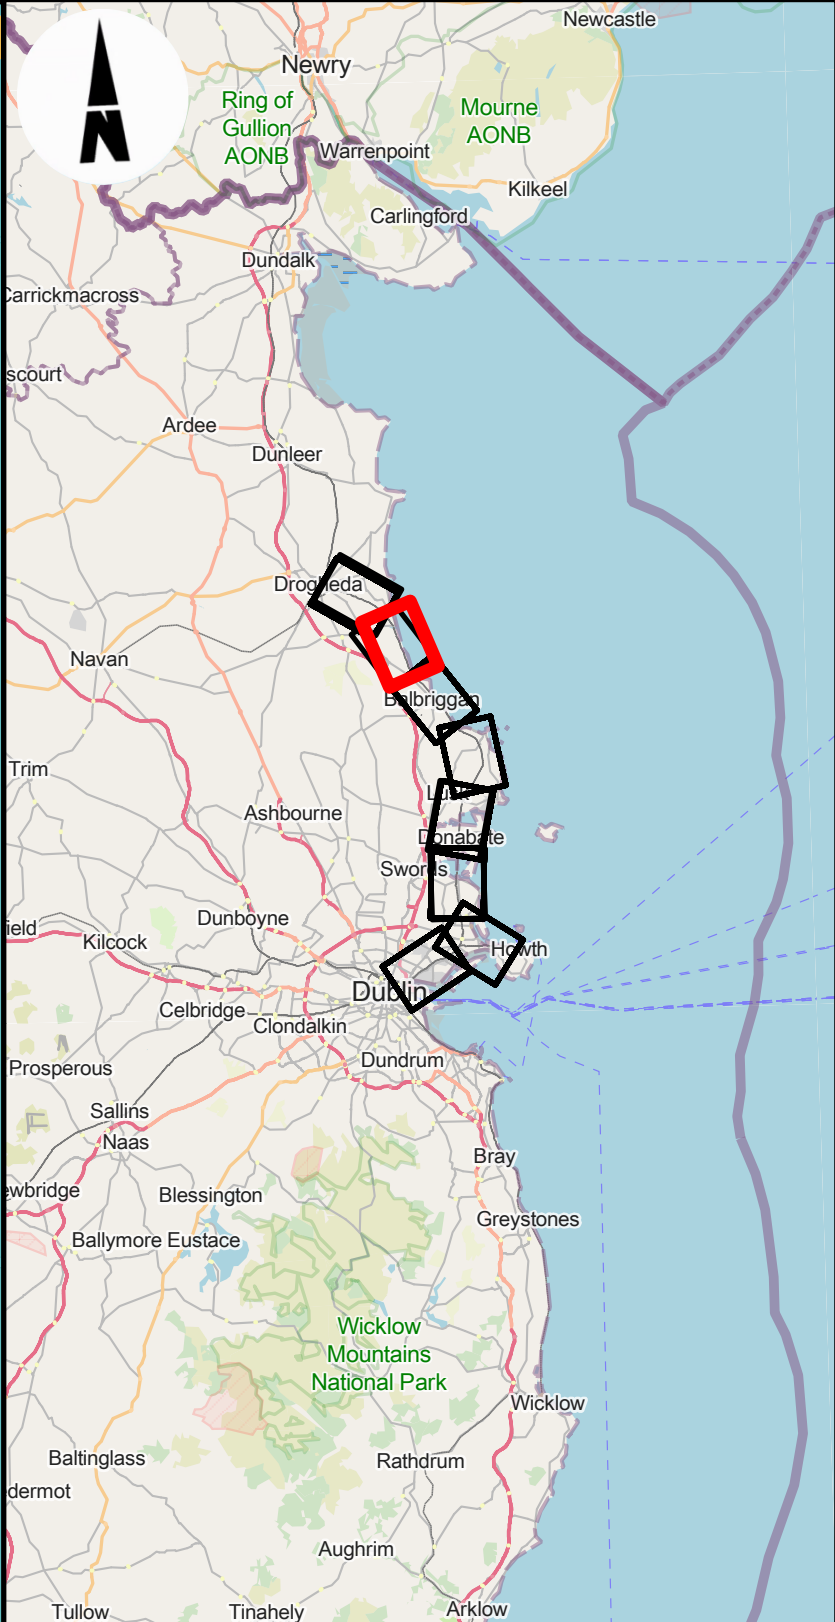 Newcastle
N
Newry
Ring of
Gullion
AONB
Mourne
AONB
Warrenpoint
Kilkeel
Carlingford
Dundalk
Carrickmacross
scourt
Ardee
Dunleer
Drogheda
Navan
Balbriggan
Trim
Lusk
Ashbourne
Donabate
Swords
Dunboyne
ield
Kilcock
Howth
Dublin
Celbridge
Clondalkin
Dundrum
Prosperous
Sallins
Naas
Bray
ewbridge
Blessington
Greystones
Ballymore Eustace
Wicklow
Mountains
National Park
Wicklow
Baltinglass
Rathdrum
dermot
Aughrim
Tullow
Tinahely
Arklow